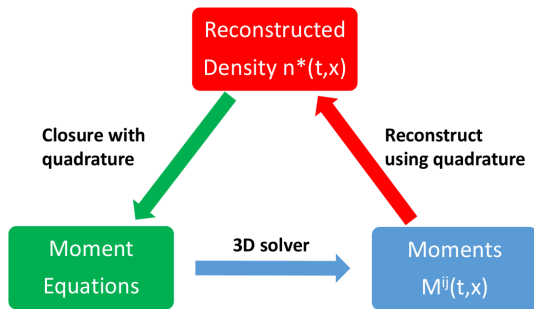 Reconstructed
Density n*(t,x)
Closure with
quadrature
Reconstruct
using quadrature
Moment
Equations
3D solver
Moments
Mⁱʲ(t,x)